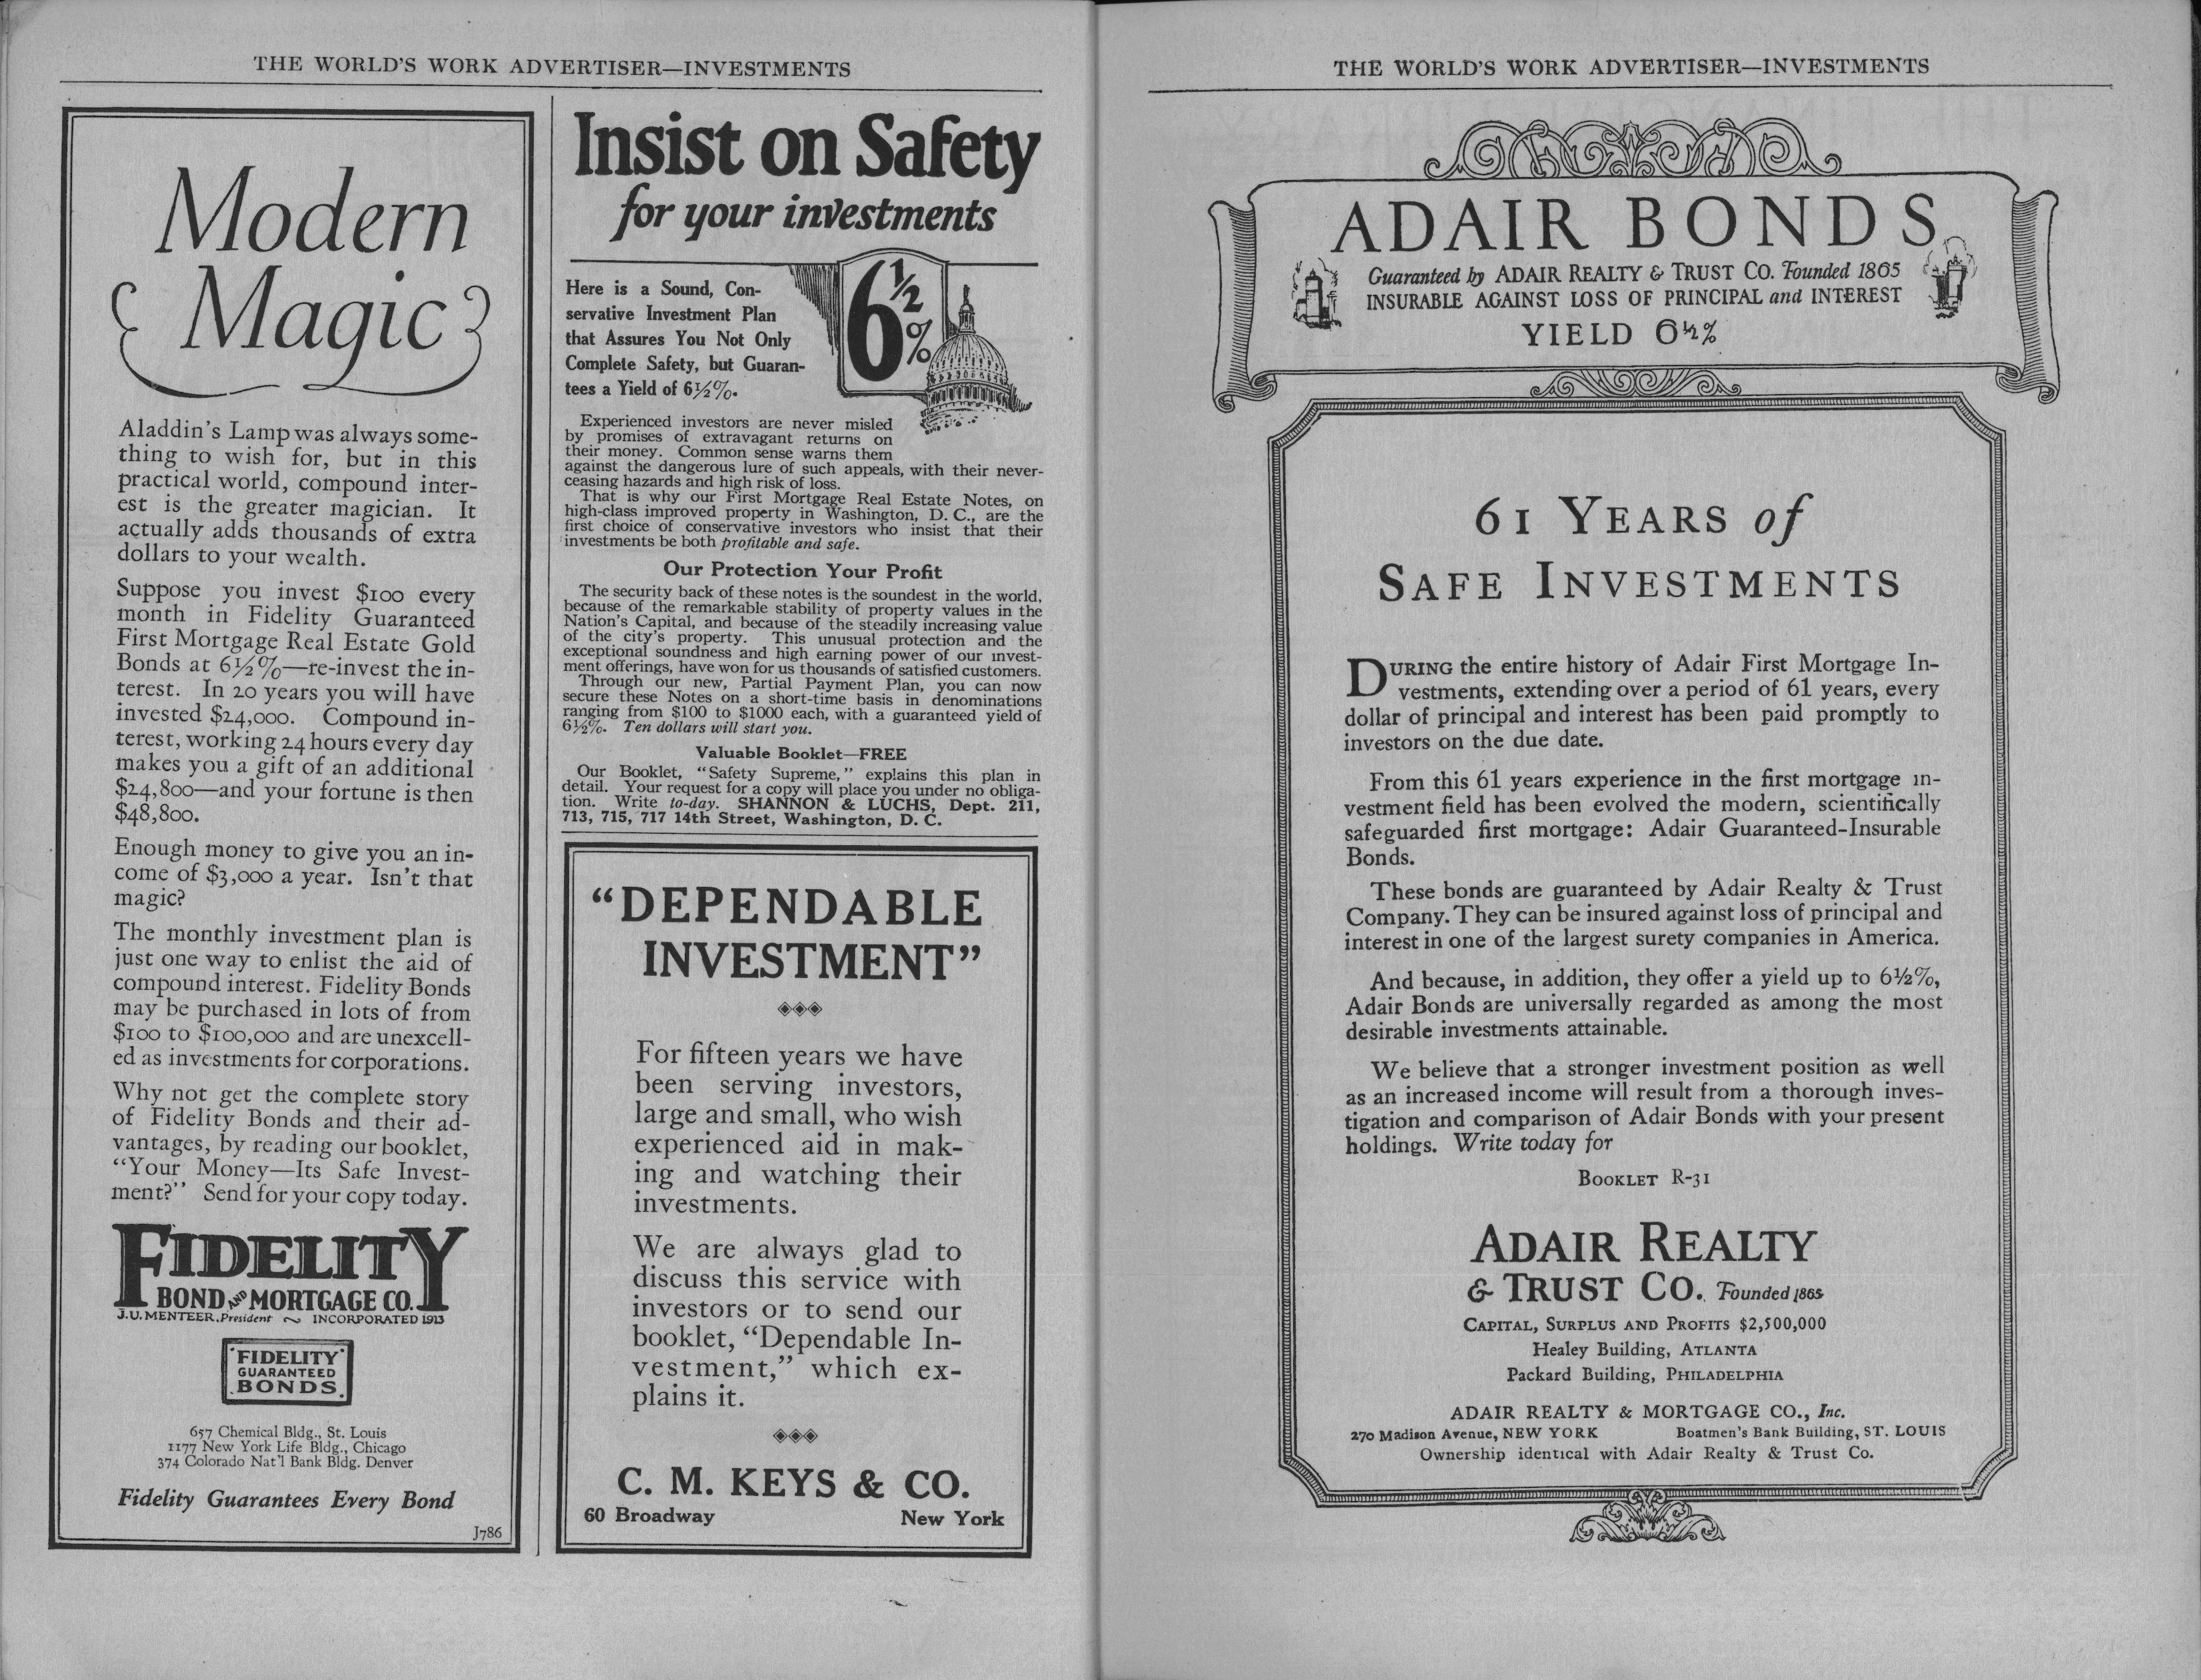 THE WORLD'S WORK ADVERTISER—INVESTMENTS
Modern
Magic
Aladdin's Lamp was always some-
thing to wish for, but in this
practical world, compound inter-
est is the greater magician. It
actually adds thousands of extra
dollars to your wealth.
Suppose you invest $100 every
month in Fidelity Guaranteed
First Mortgage Real Estate Gold
Bonds at 6½%—re-invest the in-
terest. In 20 years you will have
invested $24,000. Compound in-
terest, working 24 hours every day
makes you a gift of an additional
$24,800—and your fortune is then
$48,800.
Enough money to give you an in-
come of $3,000 a year. Isn't that
magic?
The monthly investment plan is
just one way to enlist the aid of
compound interest. Fidelity Bonds
may be purchased in lots of from
$100 to $100,000 and are unexcell-
ed as investments for corporations.
Why not get the complete story
of Fidelity Bonds and their ad-
vantages, by reading our booklet,
"Your Money—Its Safe Invest-
ment?" Send for your copy today.
FIDELITY
BOND AND MORTGAGE CO.
J.U. MENTEER, President ~ INCORPORATED 1913
"FIDELITY"
GUARANTEED
BONDS.
657 Chemical Bldg., St. Louis
1177 New York Life Bldg., Chicago
374 Colorado Nat'l Bank Bldg. Denver
Fidelity Guarantees Every Bond
J786
Insist on Safety
for your investments
6½%
Here is a Sound, Con-
servative Investment Plan
that Assures You Not Only
Complete Safety, but Guaran-
tees a Yield of 6½%.
Experienced investors are never misled
by promises of extravagant returns on
their money. Common sense warns them
against the dangerous lure of such appeals, with their never-
ceasing hazards and high risk of loss.
That is why our First Mortgage Real Estate Notes, on
high-class improved property in Washington, D. C., are the
first choice of conservative investors who insist that their
investments be both profitable and safe.
Our Protection Your Profit
The security back of these notes is the soundest in the world,
because of the remarkable stability of property values in the
Nation's Capital, and because of the steadily increasing value
of the city's property. This unusual protection and the
exceptional soundness and high earning power of our invest-
ment offerings, have won for us thousands of satisfied customers.
Through our new, Partial Payment Plan, you can now
secure these Notes on a short-time basis in denominations
ranging from $100 to $1000 each, with a guaranteed yield of
6½%. Ten dollars will start you.
Valuable Booklet—FREE
Our Booklet, "Safety Supreme," explains this plan in
detail. Your request for a copy will place you under no obliga-
tion. Write to-day. SHANNON & LUCHS, Dept. 211,
713, 715, 717 14th Street, Washington, D. C.
"DEPENDABLE
INVESTMENT"
For fifteen years we have
been serving investors,
large and small, who wish
experienced aid in mak-
ing and watching their
investments.
We are always glad to
discuss this service with
investors or to send our
booklet, "Dependable In-
vestment," which ex-
plains it.
C. M. KEYS & CO.
60 Broadway New York
THE WORLD'S WORK ADVERTISER—INVESTMENTS
ADAIR BONDS
Guaranteed by ADAIR REALTY & TRUST CO. Founded 1865
INSURABLE AGAINST LOSS OF PRINCIPAL and INTEREST
YIELD 6½%
61 YEARS of
SAFE INVESTMENTS
DURING the entire history of Adair First Mortgage In-
vestments, extending over a period of 61 years, every
dollar of principal and interest has been paid promptly to
investors on the due date.
From this 61 years experience in the first mortgage in-
vestment field has been evolved the modern, scientifically
safeguarded first mortgage: Adair Guaranteed-Insurable
Bonds.
These bonds are guaranteed by Adair Realty & Trust
Company. They can be insured against loss of principal and
interest in one of the largest surety companies in America.
And because, in addition, they offer a yield up to 6½%,
Adair Bonds are universally regarded as among the most
desirable investments attainable.
We believe that a stronger investment position as well
as an increased income will result from a thorough inves-
tigation and comparison of Adair Bonds with your present
holdings. Write today for
BOOKLET R-31
ADAIR REALTY
& TRUST CO. Founded 1865
CAPITAL, SURPLUS AND PROFITS $2,500,000
Healey Building, ATLANTA
Packard Building, PHILADELPHIA
ADAIR REALTY & MORTGAGE CO., Inc.
270 Madison Avenue, NEW YORK Boatmen's Bank Building, ST. LOUIS
Ownership identical with Adair Realty & Trust Co.